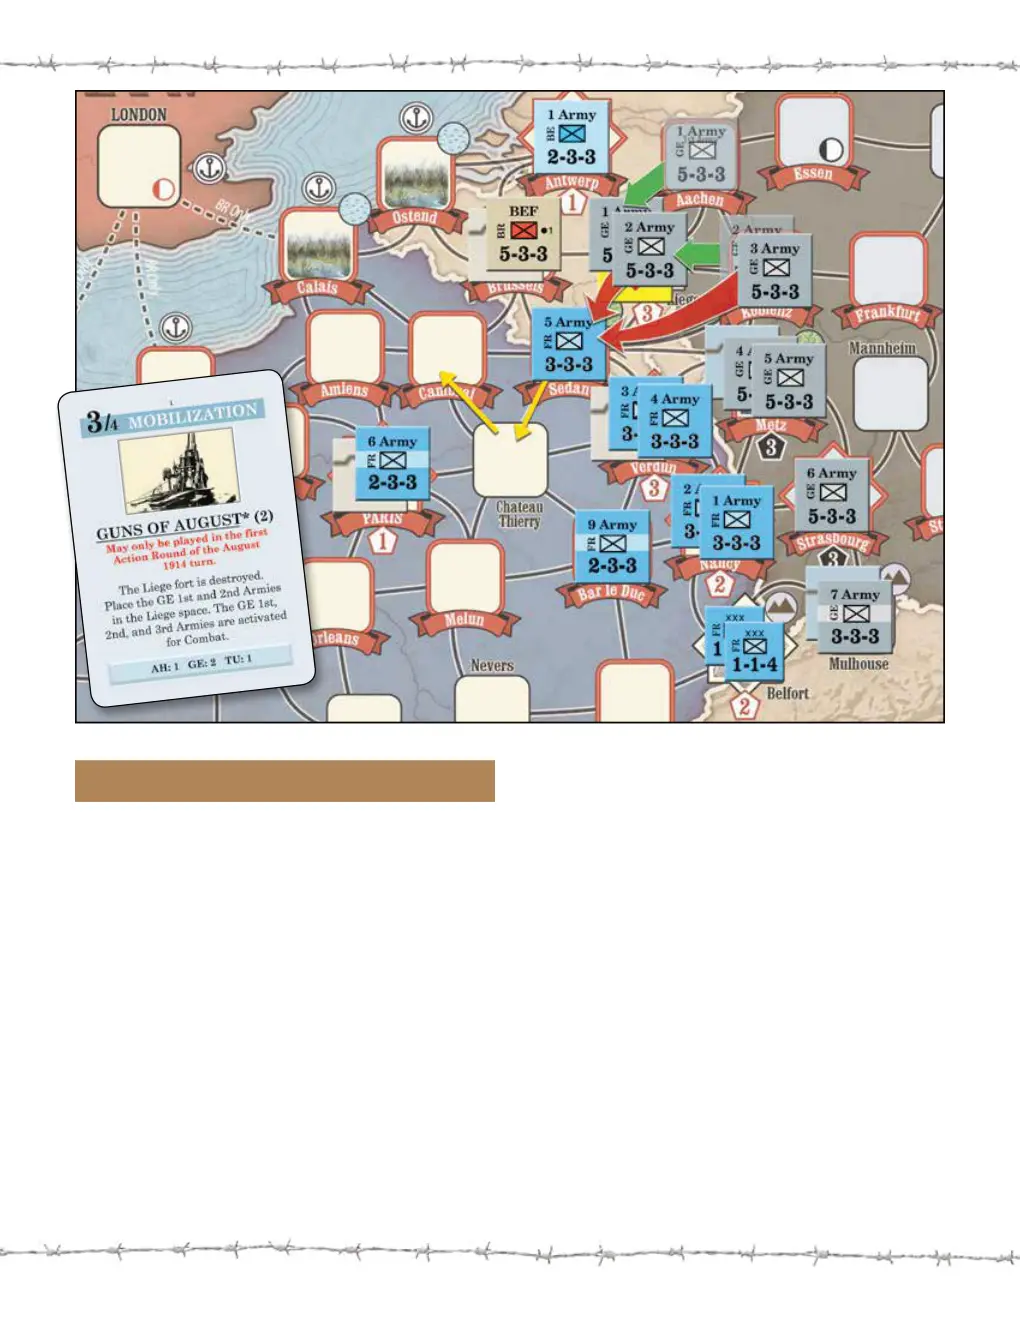 LONDON
1 Army
BE
2-3-3
Antwerp
1
1 Army
GE
5-3-3
Aachen
Essen
Ostend
Calais
BEF
BR
1
5-3-3
Brussels
1
GE
5
2 Army
GE
5-3-3
Liege
3
2 Army
GE
3 Army
GE
5-3-3
Koblenz
Frankfurt
Mannheim
5 Army
FR
3-3-3
Sedan
Amiens
Cambrai
4 A
GE
5-
5 Army
GE
5-3-3
Metz
3
3 A
FR
3-
4 Army
FR
3-3-3
Verdun
3
6 Army
FR
2-3-3
PARIS
1
Chateau
Thierry
6 Army
GE
5-3-3
Strasbourg
3
St
2
FR
3-
1 Army
FR
3-3-3
Nancy
2
9 Army
FR
2-3-3
Bar le Duc
Melun
Orleans
Nevers
7 Army
GE
3-3-3
Mulhouse
XXX
FR
1
XXX
FR
1-1-4
Belfort
2
1
3/4 MOBILIZATION
GUNS OF AUGUST* (2)
May only be played in the first
Action Round of the August
1914 turn.
The Liege fort is destroyed.
Place the GE 1st and 2nd Armies
in the Liege space. The GE 1st,
2nd, and 3rd Armies are activated
for Combat.
AH: 1 GE: 2 TU: 1